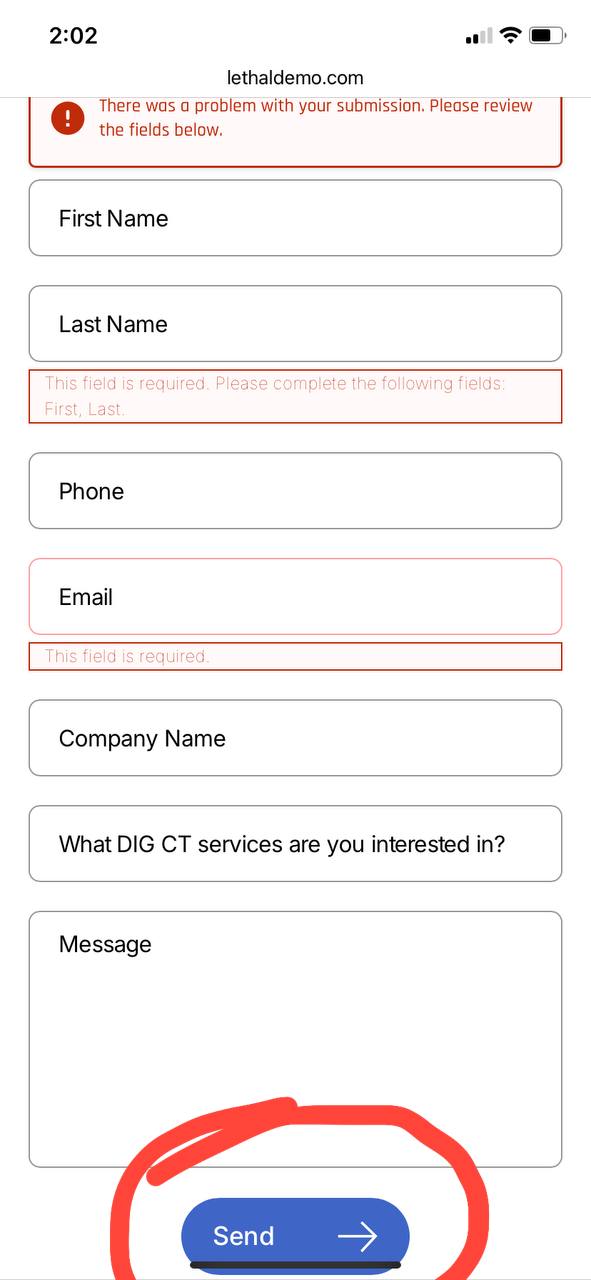 2:02
lethaldemo.com
There was a problem with your submission. Please review
the fields below.
First Name
Last Name
This field is required. Please complete the following fields:
First, Last.
Phone
Email
This field is required.
Company Name
What DIG CT services are you interested in?
Message
Send